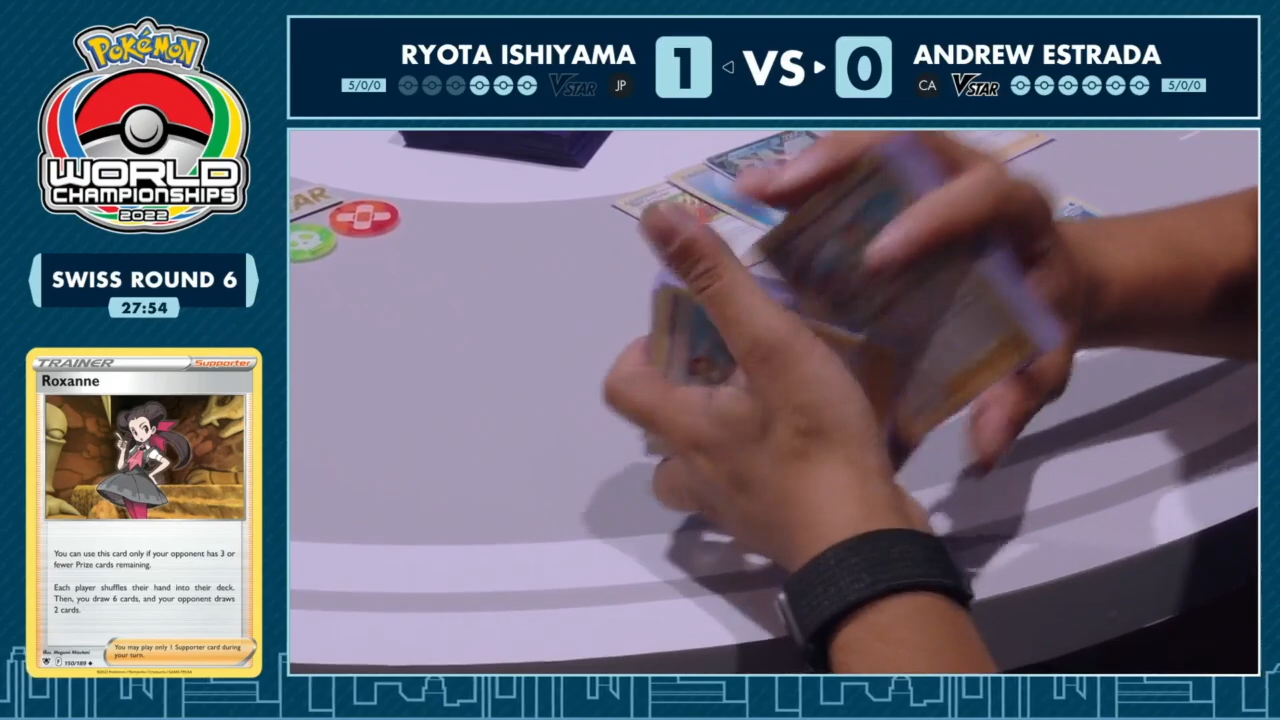 Pokémon
WORLD
CHAMPIONSHIPS
2022
RYOTA ISHIYAMA
1
VS
0
ANDREW ESTRADA
5/0/0
VSTAR
JP
CA
VSTAR
5/0/0
SWISS ROUND 6
27:54
TRAINER
Supporter
Roxanne
You can use this card only if your opponent has 3 or
fewer Prize cards remaining.
Each player shuffles their hand into their deck.
Then, you draw 6 cards, and your opponent draws
2 cards.
You may play only 1 Supporter card during
your turn.
150/189